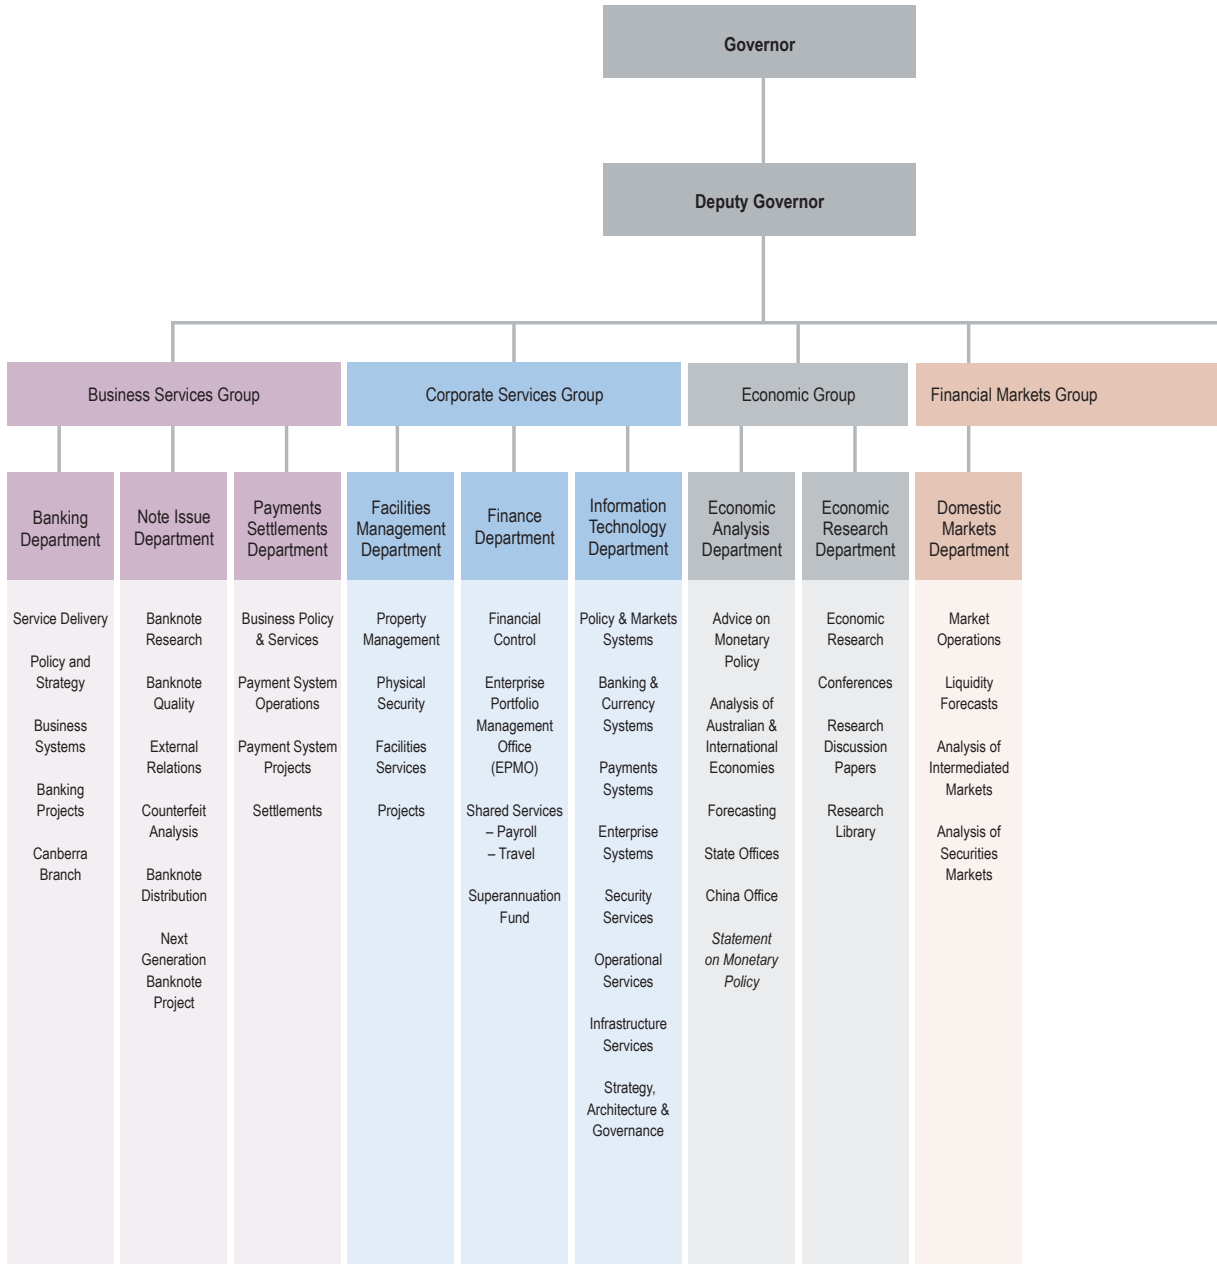 Governor
Deputy Governor
Business Services Group
Corporate Services Group
Economic Group
Financial Markets Group
Banking
Department
Note Issue
Department
Payments
Settlements
Department
Facilities
Management
Department
Finance
Department
Information
Technology
Department
Economic
Analysis
Department
Economic
Research
Department
Domestic
Markets
Department
Service Delivery
Policy and
Strategy
Business
Systems
Banking
Projects
Canberra
Branch
Banknote
Research
Banknote
Quality
External
Relations
Counterfeit
Analysis
Banknote
Distribution
Next
Generation
Banknote
Project
Business Policy
& Services
Payment System
Operations
Payment System
Projects
Settlements
Property
Management
Physical
Security
Facilities
Services
Projects
Financial
Control
Enterprise
Portfolio
Management
Office
(EPMO)
Shared Services
– Payroll
– Travel
Superannuation
Fund
Policy & Markets
Systems
Banking &
Currency
Systems
Payments
Systems
Enterprise
Systems
Security
Services
Operational
Services
Infrastructure
Services
Strategy,
Architecture &
Governance
Advice on
Monetary
Policy
Analysis of
Australian &
International
Economies
Forecasting
State Offices
China Office
Statement
on Monetary
Policy
Economic
Research
Conferences
Research
Discussion
Papers
Research
Library
Market
Operations
Liquidity
Forecasts
Analysis of
Intermediated
Markets
Analysis of
Securities
Markets